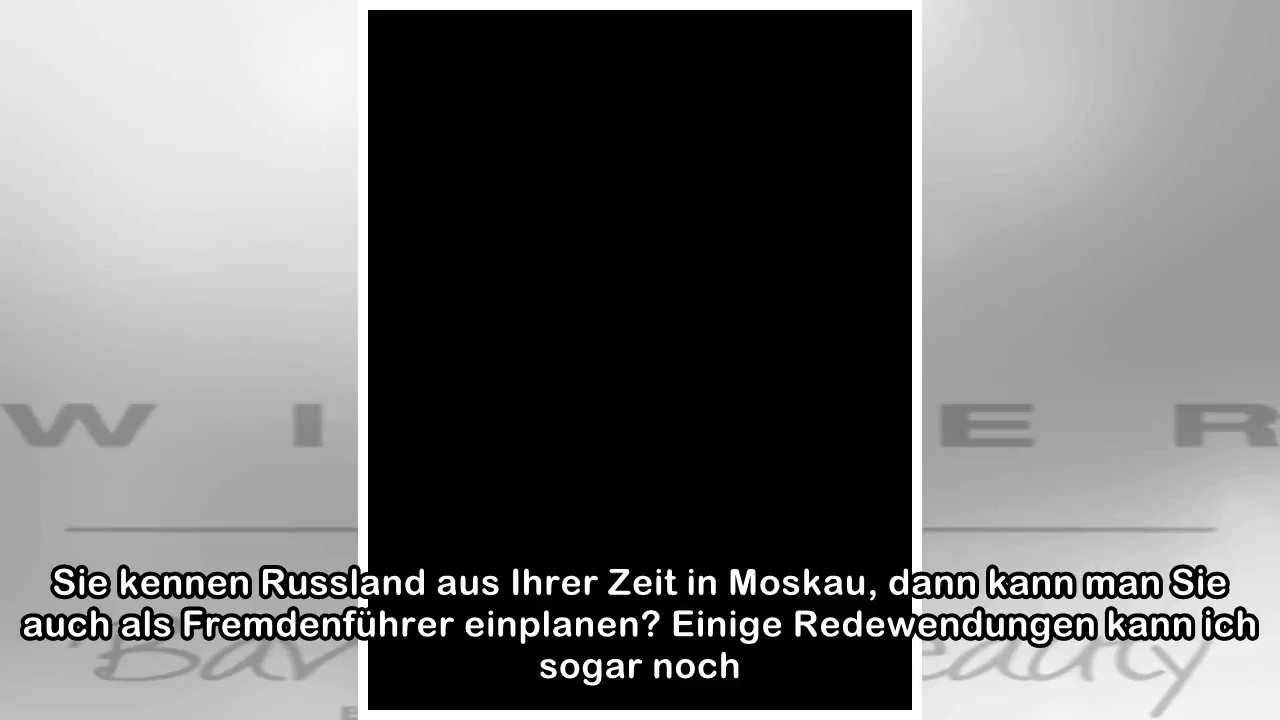 W I E R
Sie kennen Russland aus Ihrer Zeit in Moskau, dann kann man Sie
auch als Fremdenführer einplanen? Einige Redewendungen kann ich
sogar noch